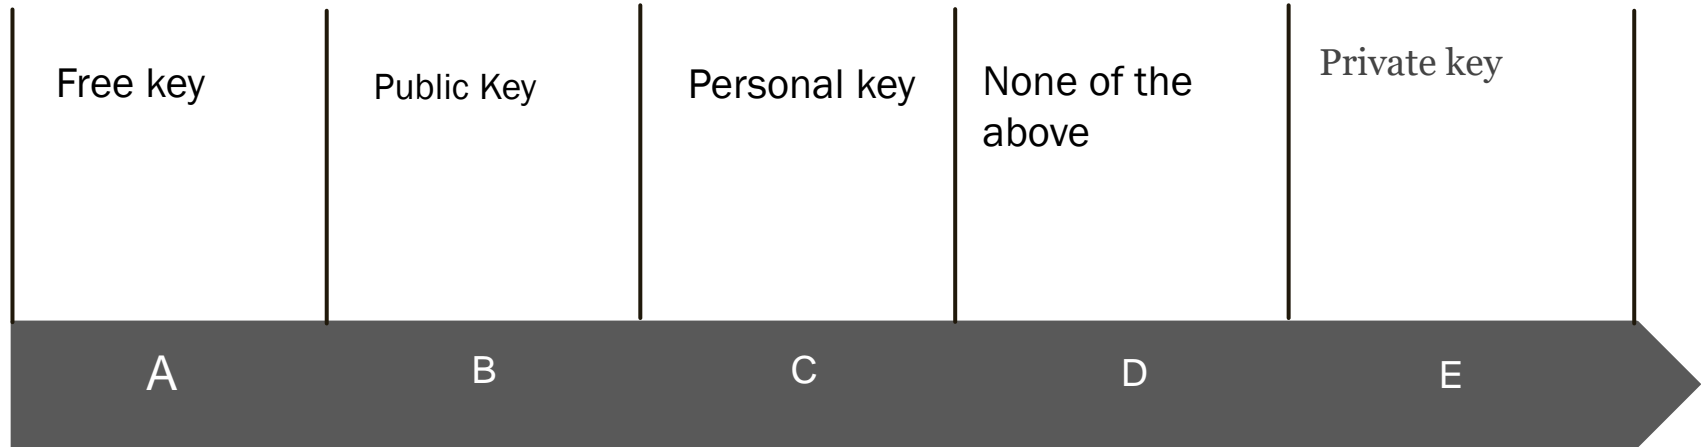 Free key
Public Key
Personal key
None of the
above
Private key
A
B
C
D
E